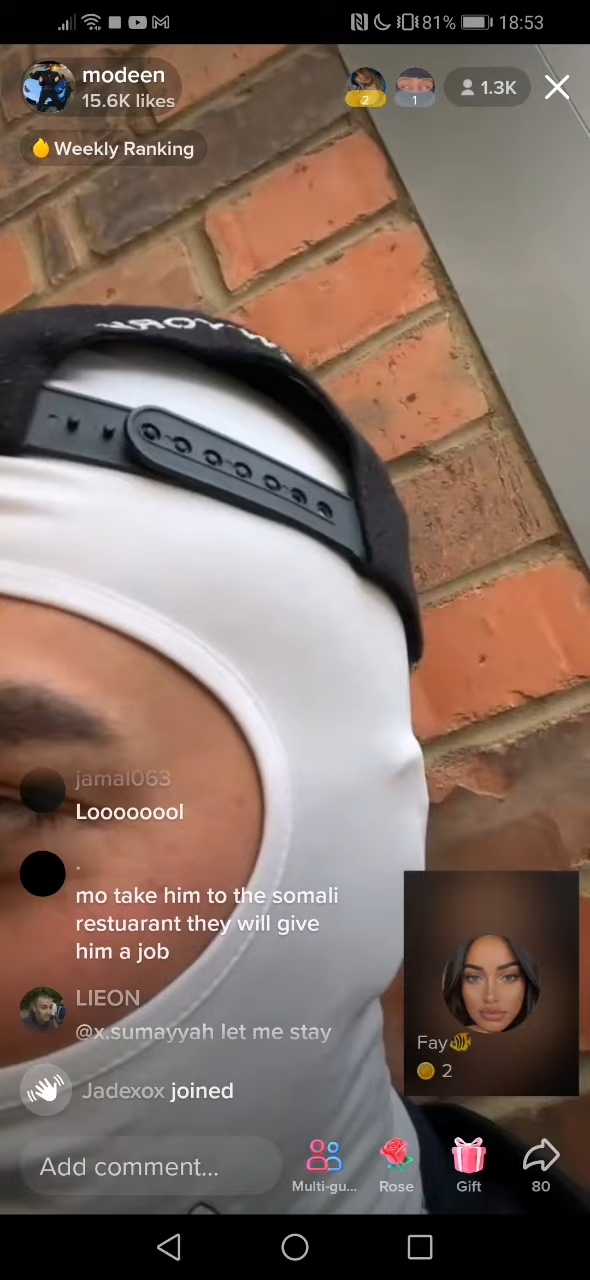 81% 18:53
modeen
15.6K likes
2
1
1.3K
Weekly Ranking
jamal063
Looooooool
.
mo take him to the somali
restuarant they will give
him a job
LIEON
@x.sumayyah let me stay
Fay
2
Jadexox joined
Add comment...
Multi-gu...
Rose
Gift
80